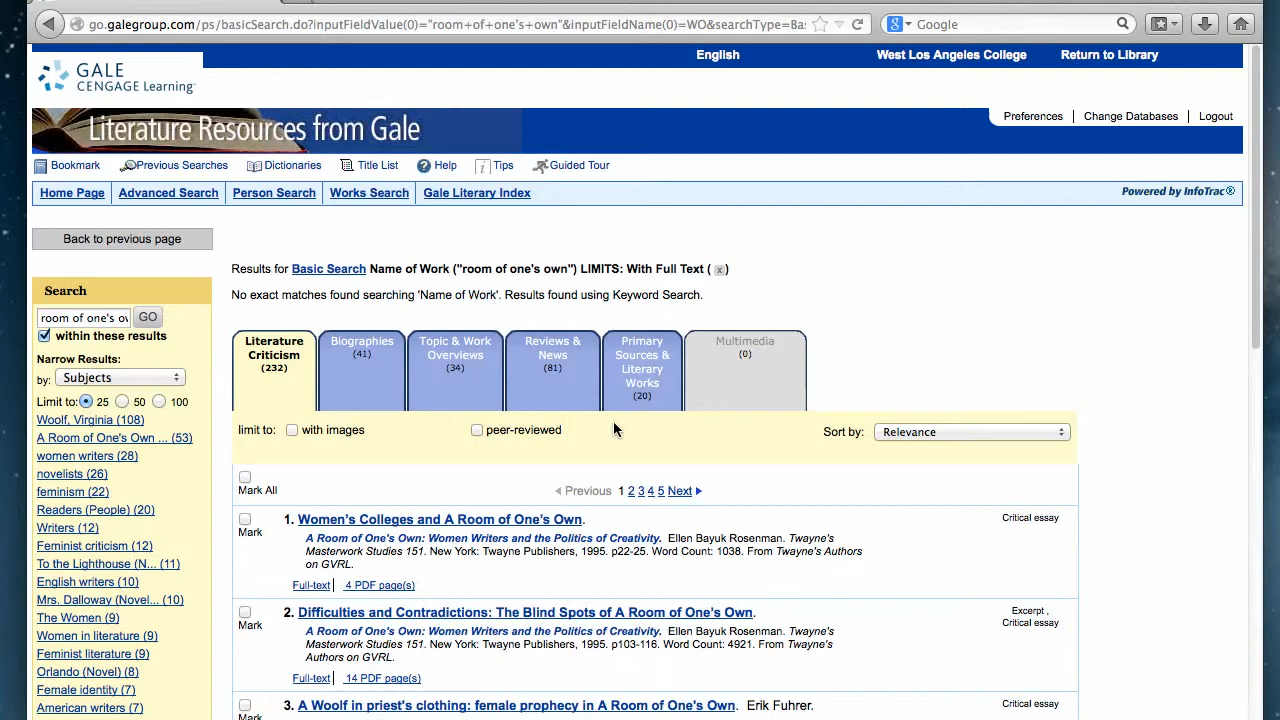 go.galegroup.com/ps/basicSearch.do?inputFieldValue(0)="room+of+one's+own"&inputFieldName(0)=WO&searchType=Ba:
Google
English
West Los Angeles College
Return to Library
GALE
CENGAGE Learning
Literature Resources from Gale
Preferences
Change Databases
Logout
Bookmark
Previous Searches
Dictionaries
Title List
Help
Tips
Guided Tour
Home Page
Advanced Search
Person Search
Works Search
Gale Literary Index
Powered by InfoTrac®
Back to previous page
Results for Basic Search Name of Work ("room of one's own") LIMITS: With Full Text ( x )
No exact matches found searching 'Name of Work'. Results found using Keyword Search.
Search
room of one's o
GO
within these results
Narrow Results:
by: Subjects
Limit to: 25 50 100
Woolf, Virginia (108)
A Room of One's Own ... (53)
women writers (28)
novelists (26)
feminism (22)
Readers (People) (20)
Writers (12)
Feminist criticism (12)
To the Lighthouse (N... (11)
English writers (10)
Mrs. Dalloway (Novel... (10)
The Women (9)
Women in literature (9)
Feminist literature (9)
Orlando (Novel) (8)
Female identity (7)
American writers (7)
Literature
Criticism
(232)
Biographies
(41)
Topic & Work
Overviews
(34)
Reviews &
News
(81)
Primary
Sources &
Literary
Works
(20)
Multimedia
(0)
limit to: with images peer-reviewed
Sort by: Relevance
Mark All
Previous 1 2 3 4 5 Next
Mark
1. Women's Colleges and A Room of One's Own.
Critical essay
A Room of One's Own: Women Writers and the Politics of Creativity. Ellen Bayuk Rosenman. Twayne's
Masterwork Studies 151. New York: Twayne Publishers, 1995. p22-25. Word Count: 1038. From Twayne's Authors
on GVRL.
Full-text | 4 PDF page(s)
Mark
2. Difficulties and Contradictions: The Blind Spots of A Room of One's Own.
Excerpt ,
Critical essay
A Room of One's Own: Women Writers and the Politics of Creativity. Ellen Bayuk Rosenman. Twayne's
Masterwork Studies 151. New York: Twayne Publishers, 1995. p103-116. Word Count: 4921. From Twayne's
Authors on GVRL.
Full-text | 14 PDF page(s)
Mark
3. A Woolf in priest's clothing: female prophecy in A Room of One's Own. Erik Fuhrer.
Critical essay